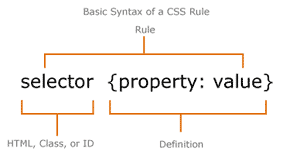 Basic Syntax of a CSS Rule
Rule
selector {property: value}
HTML, Class, or ID
Definition